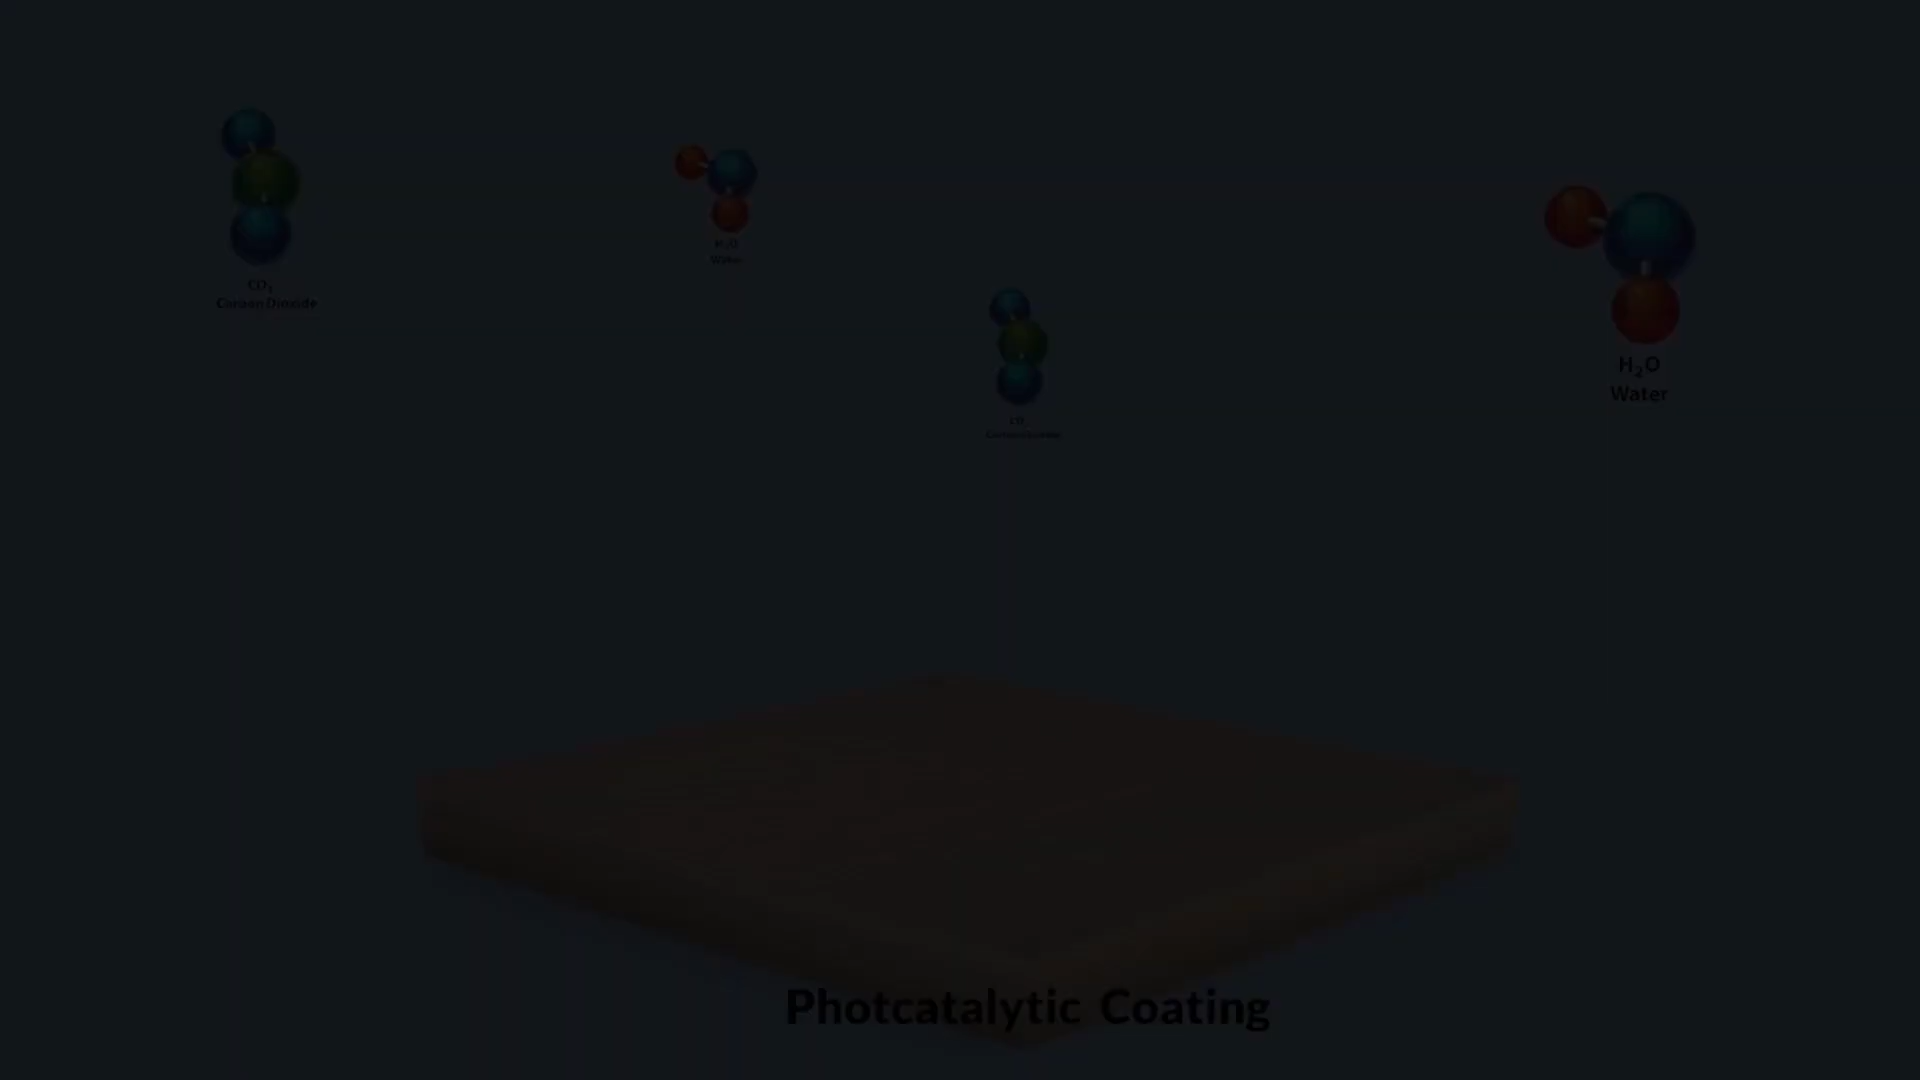 CO₂
Carbon Dioxide
H₂O
Water
H₂O
Water
Photcatalytic Coating